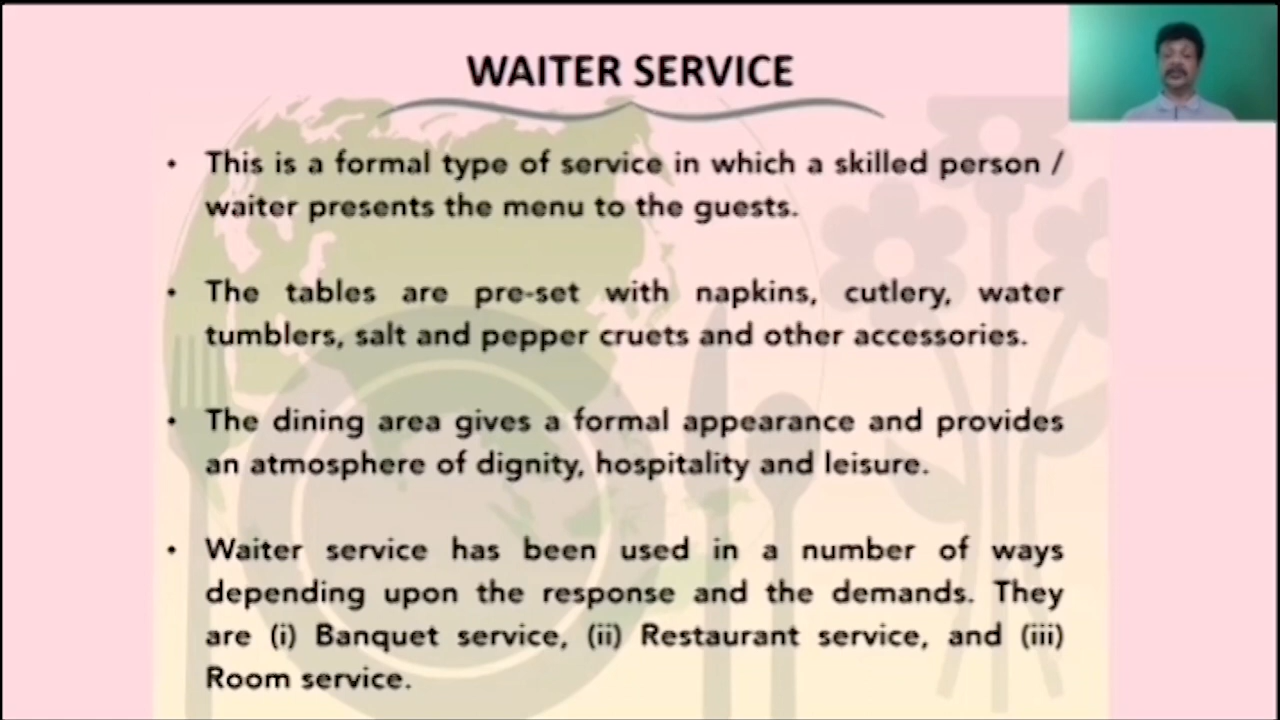 WAITER SERVICE
• This is a formal type of service in which a skilled person /
waiter presents the menu to the guests.
• The tables are pre-set with napkins, cutlery, water
tumblers, salt and pepper cruets and other accessories.
• The dining area gives a formal appearance and provides
an atmosphere of dignity, hospitality and leisure.
• Waiter service has been used in a number of ways
depending upon the response and the demands. They
are (i) Banquet service, (ii) Restaurant service, and (iii)
Room service.